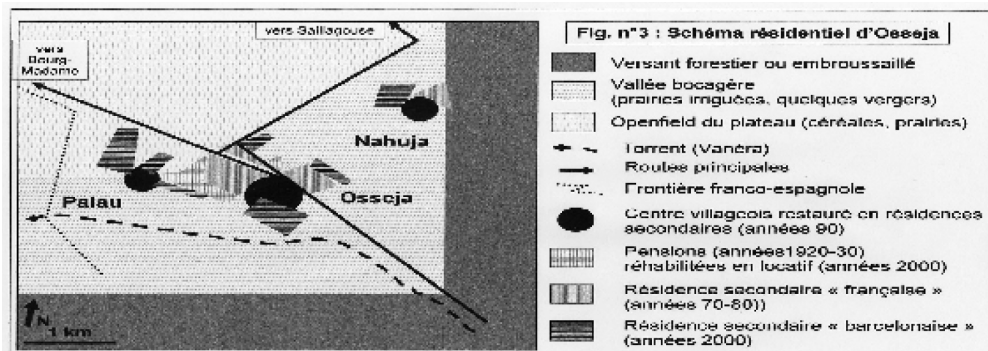 vers Saillagouse
vers
Bourg-
Madame
Nahuja
Osseja
Palau
N
1 km
Fig. n°3 : Schéma résidentiel d'Osseja
Versant forestier ou embroussaillé
Vallée bocagère
(prairies irriguées, quelques vergers)
Openfield du plateau (céréales, prairies)
Torrent (Vanéra)
Routes principales
Frontière franco-espagnole
Centre villageois restauré en résidences
secondaires (années 90)
Pensions (années1920-30)
réhabilitées en locatif (années 2000)
Résidence secondaire « française »
(années 70-80))
Résidence secondaire « barcelonaise »
(années 2000)